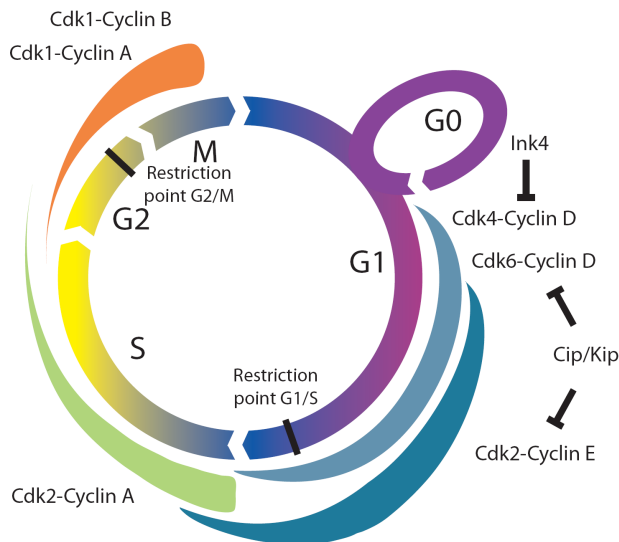 Cdk1-Cyclin B
Cdk1-Cyclin A
G0
Ink4
M
Restriction
point G2/M
G2
Cdk4-Cyclin D
G1
Cdk6-Cyclin D
S
Cip/Kip
Restriction
point G1/S
Cdk2-Cyclin E
Cdk2-Cyclin A